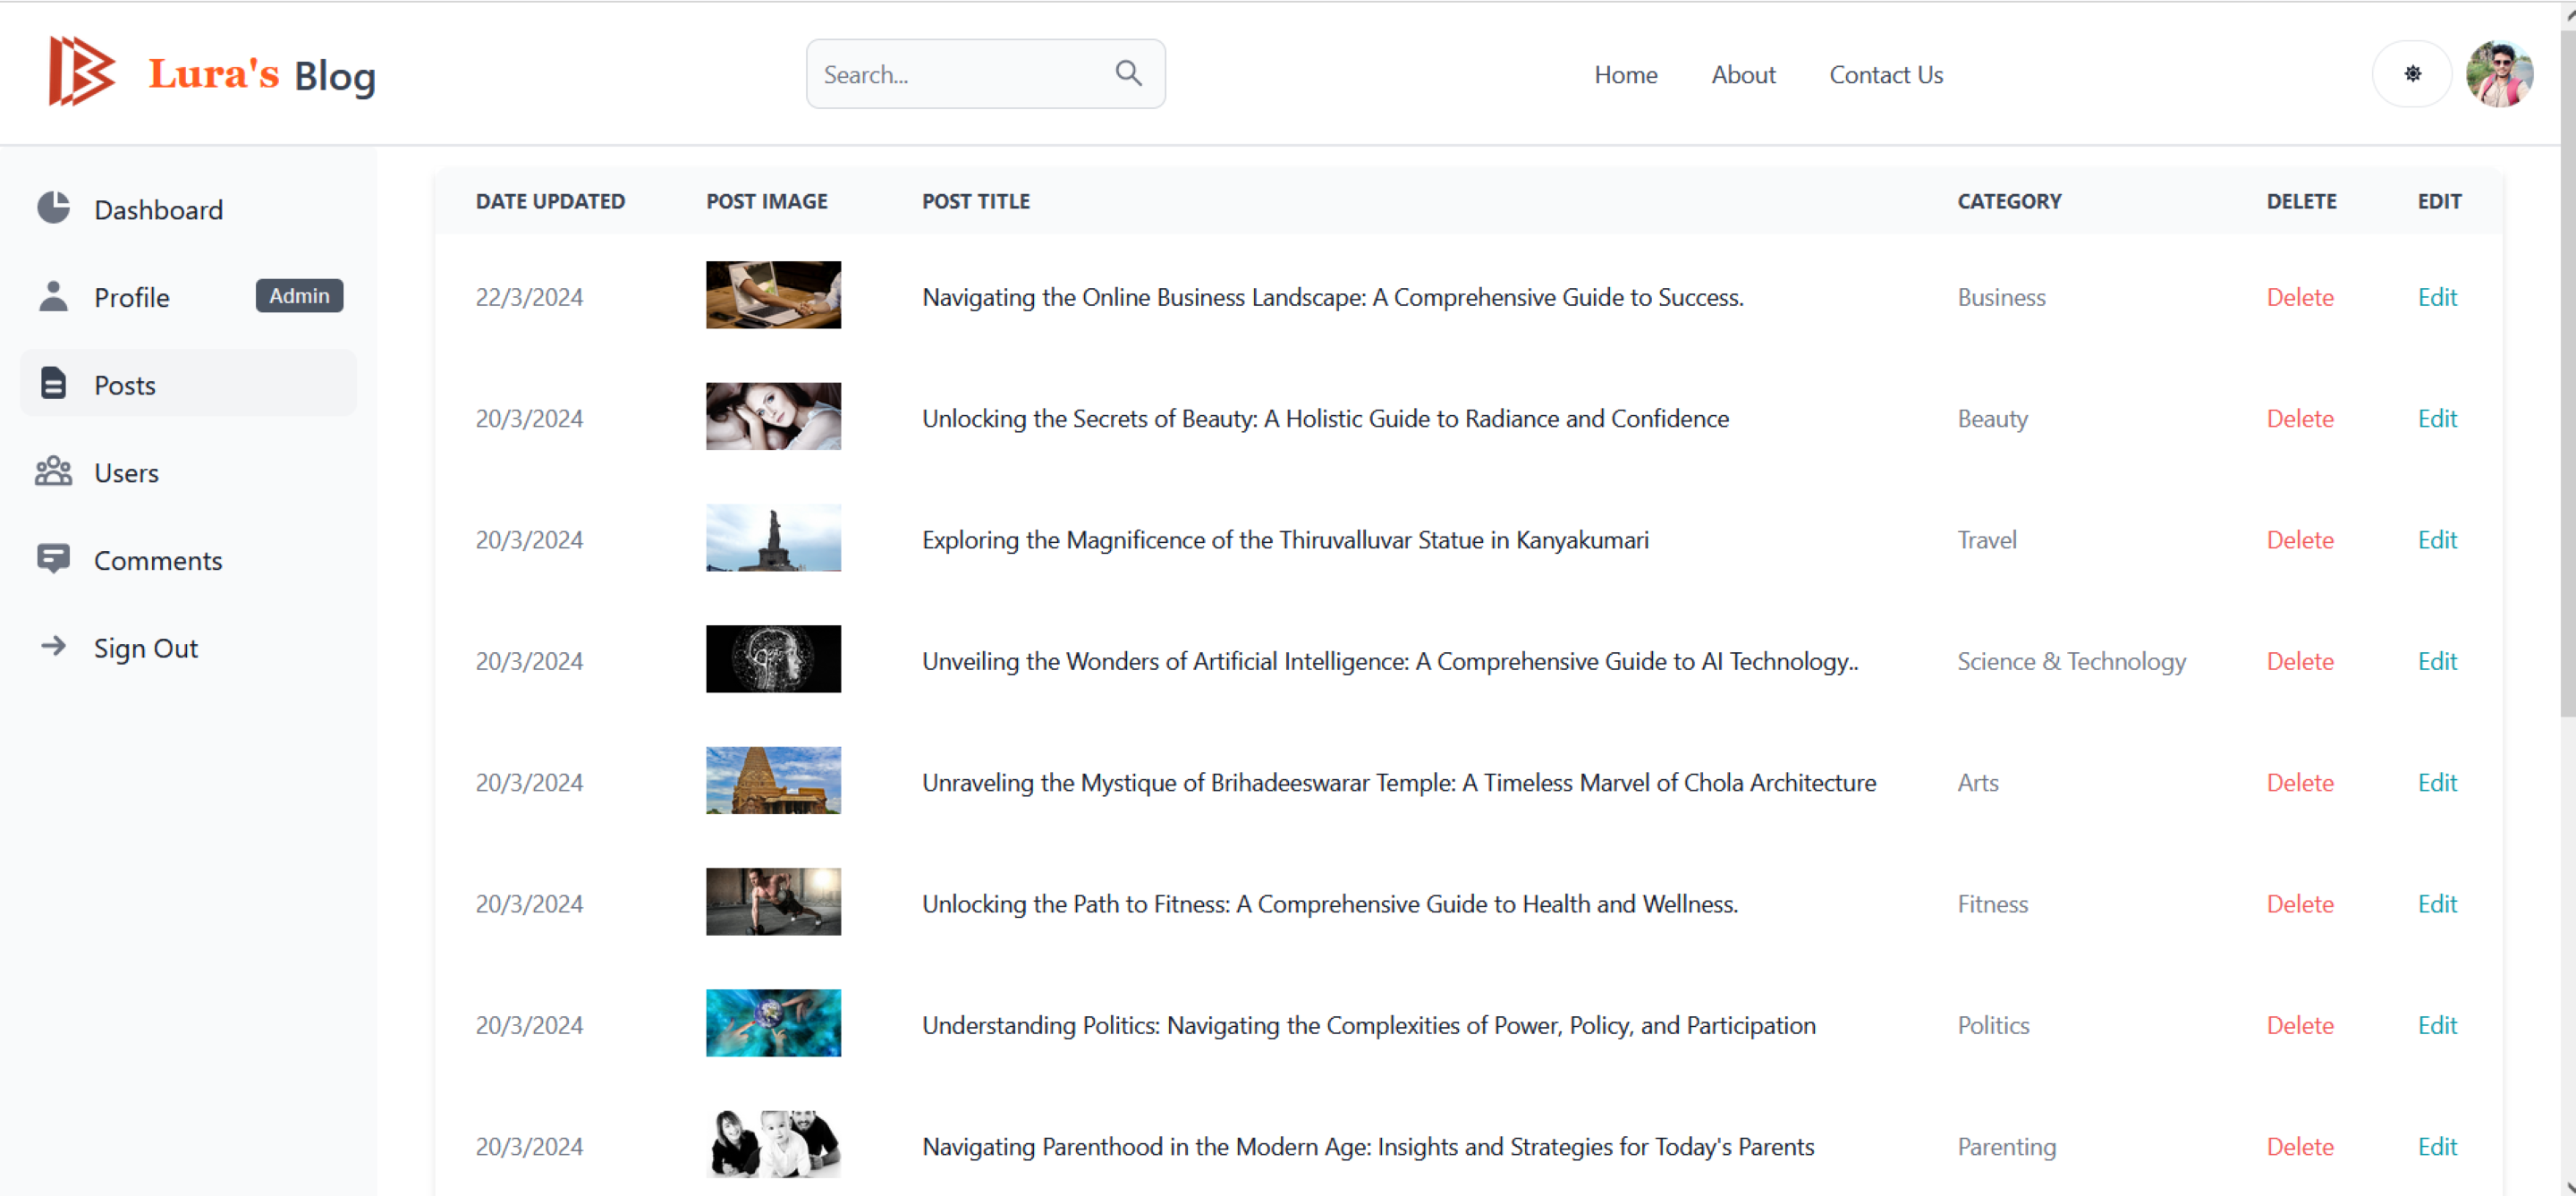 Lura's Blog
Search...
Home About Contact Us
Dashboard
Profile Admin
Posts
Users
Comments
Sign Out
DATE UPDATED POST IMAGE POST TITLE CATEGORY DELETE EDIT
22/3/2024 Navigating the Online Business Landscape: A Comprehensive Guide to Success. Business Delete Edit
20/3/2024 Unlocking the Secrets of Beauty: A Holistic Guide to Radiance and Confidence Beauty Delete Edit
20/3/2024 Exploring the Magnificence of the Thiruvalluvar Statue in Kanyakumari Travel Delete Edit
20/3/2024 Unveiling the Wonders of Artificial Intelligence: A Comprehensive Guide to AI Technology.. Science & Technology Delete Edit
20/3/2024 Unraveling the Mystique of Brihadeeswarar Temple: A Timeless Marvel of Chola Architecture Arts Delete Edit
20/3/2024 Unlocking the Path to Fitness: A Comprehensive Guide to Health and Wellness. Fitness Delete Edit
20/3/2024 Understanding Politics: Navigating the Complexities of Power, Policy, and Participation Politics Delete Edit
20/3/2024 Navigating Parenthood in the Modern Age: Insights and Strategies for Today's Parents Parenting Delete Edit